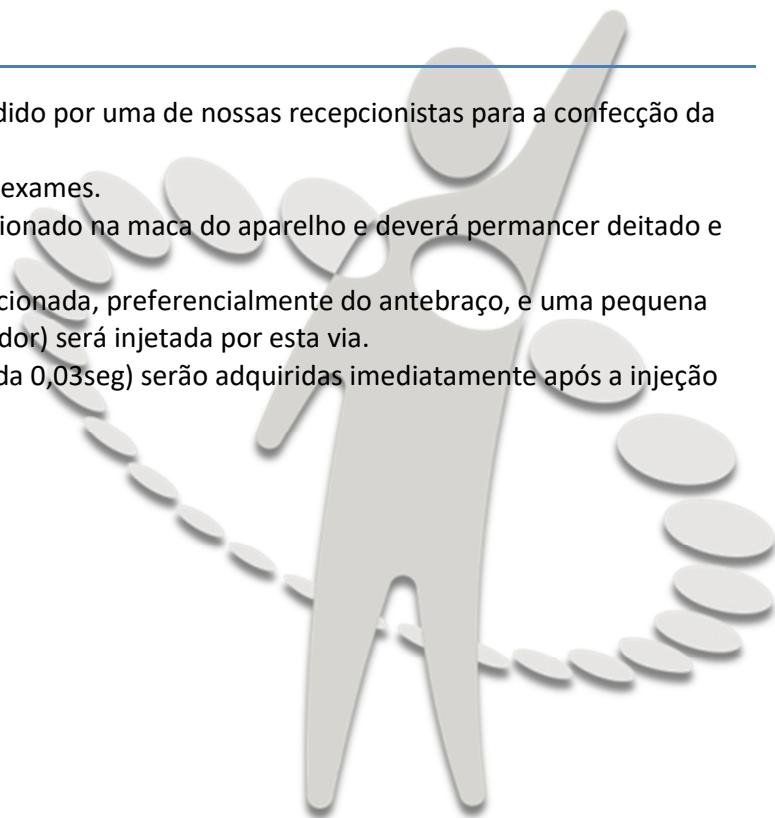 dido por uma de nossas recepcionistas para a confecção da
exames.
ionado na maca do aparelho e deverá permancer deitado e
cionada, preferencialmente do antebraço, e uma pequena
dor) será injetada por esta via.
da 0,03seg) serão adquiridas imediatamente após a injeção